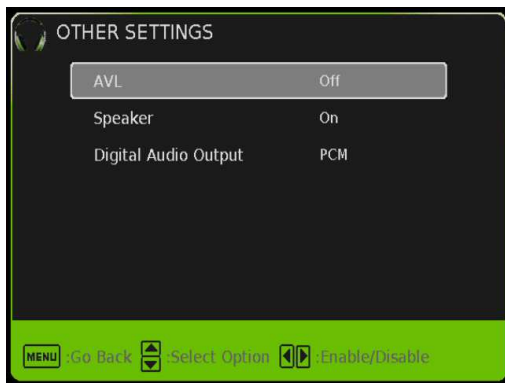 OTHER SETTINGS
AVL Off
Speaker On
Digital Audio Output PCM
MENU :Go Back :Select Option :Enable/Disable